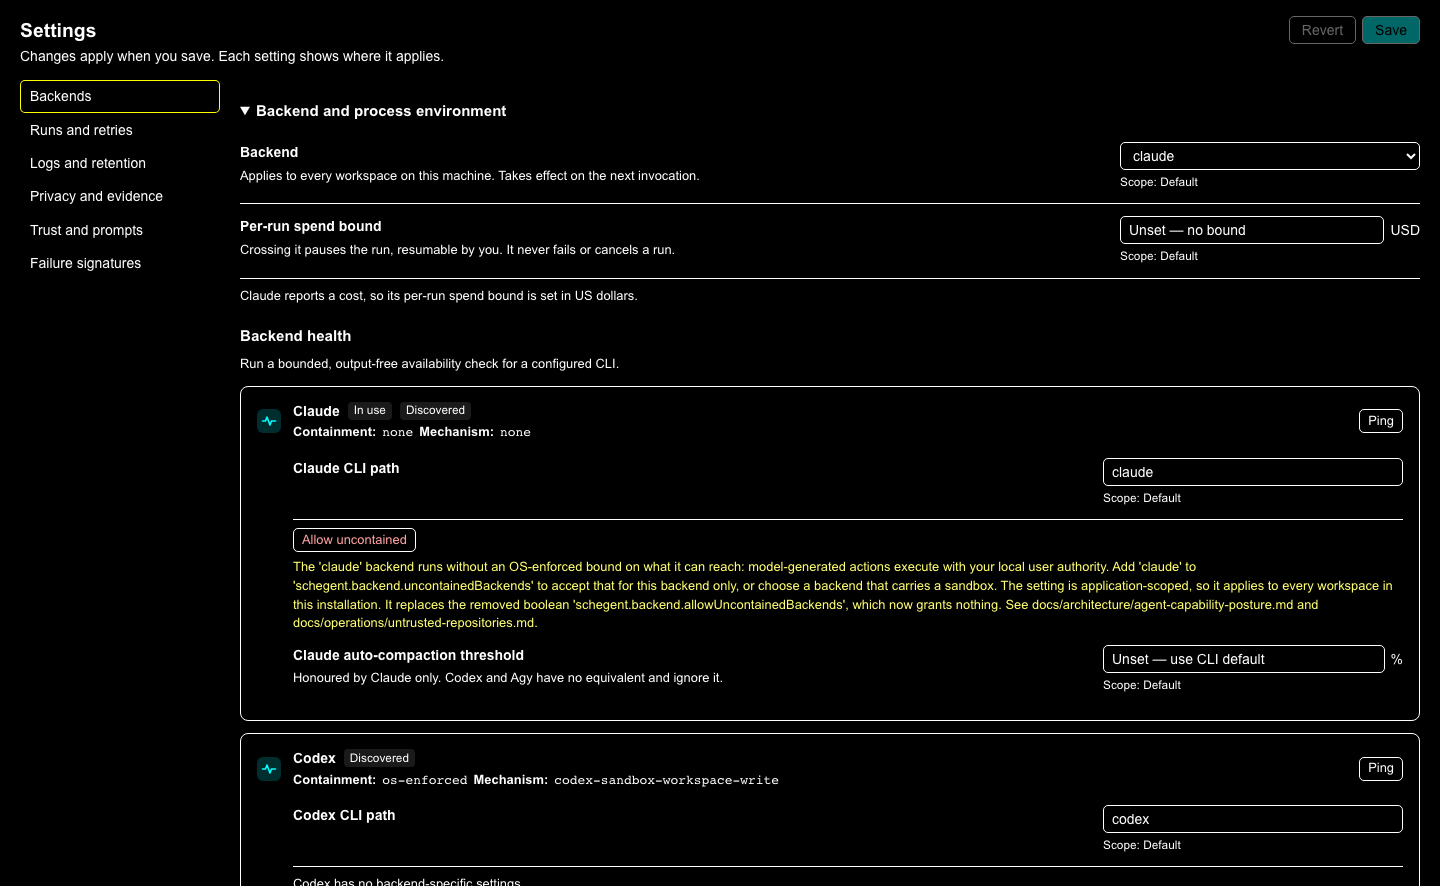 Settings
Revert
Save
Changes apply when you save. Each setting shows where it applies.
Backends
Runs and retries
Logs and retention
Privacy and evidence
Trust and prompts
Failure signatures
Backend and process environment
Backend
Applies to every workspace on this machine. Takes effect on the next invocation.
claude
Scope: Default
Per-run spend bound
Crossing it pauses the run, resumable by you. It never fails or cancels a run.
Unset — no bound
USD
Scope: Default
Claude reports a cost, so its per-run spend bound is set in US dollars.
Backend health
Run a bounded, output-free availability check for a configured CLI.
Claude In use Discovered
Containment: none Mechanism: none
Ping
Claude CLI path
claude
Scope: Default
Allow uncontained
The 'claude' backend runs without an OS-enforced bound on what it can reach: model-generated actions execute with your local user authority. Add 'claude' to
'schegent.backend.uncontainedBackends' to accept that for this backend only, or choose a backend that carries a sandbox. The setting is application-scoped, so it applies to every workspace in
this installation. It replaces the removed boolean 'schegent.backend.allowUncontainedBackends', which now grants nothing. See docs/architecture/agent-capability-posture.md and
docs/operations/untrusted-repositories.md.
Claude auto-compaction threshold
Honoured by Claude only. Codex and Agy have no equivalent and ignore it.
Unset — use CLI default
%
Scope: Default
Codex Discovered
Containment: os-enforced Mechanism: codex-sandbox-workspace-write
Ping
Codex CLI path
codex
Scope: Default
Codex has no backend-specific settings